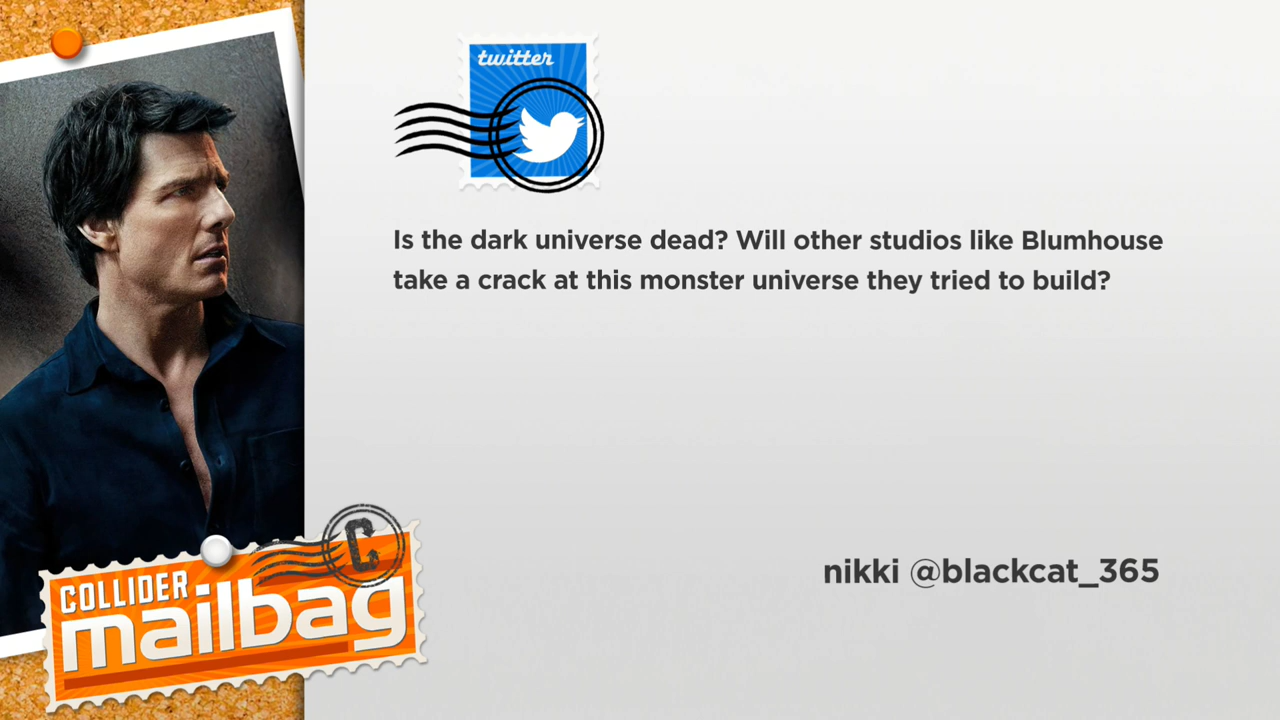 twitter
Is the dark universe dead? Will other studios like Blumhouse
take a crack at this monster universe they tried to build?
nikki @blackcat_365
C
COLLIDER
mailbag